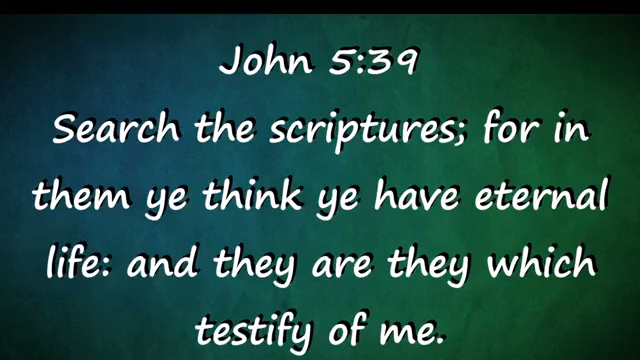 John 5:39
Search the scriptures; for in
them ye think ye have eternal
life: and they are they which
testify of me.